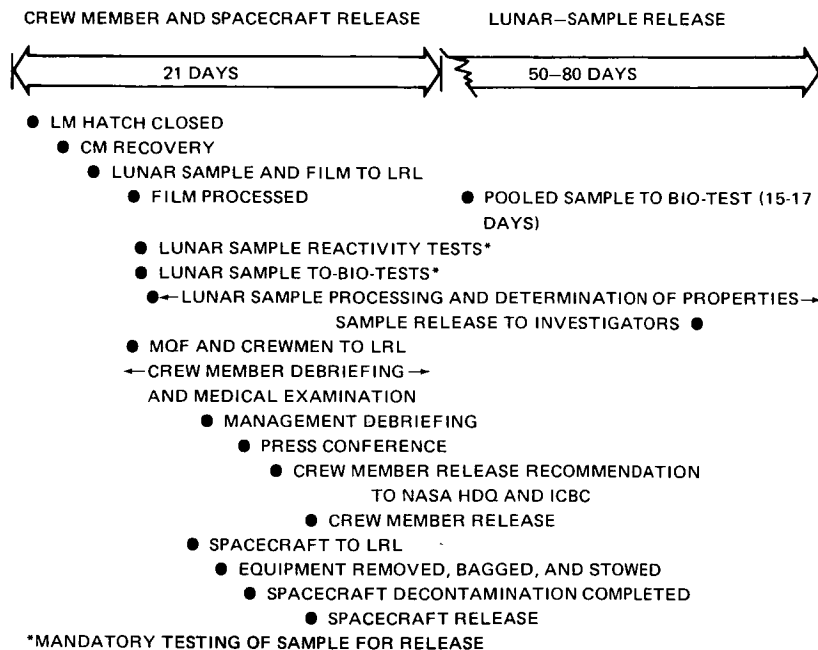 CREW MEMBER AND SPACECRAFT RELEASE
LUNAR–SAMPLE RELEASE
21 DAYS
50–80 DAYS
● LM HATCH CLOSED
● CM RECOVERY
● LUNAR SAMPLE AND FILM TO LRL
● FILM PROCESSED
● POOLED SAMPLE TO BIO-TEST (15-17
DAYS)
● LUNAR SAMPLE REACTIVITY TESTS*
● LUNAR SAMPLE TO-BIO-TESTS*
●←LUNAR SAMPLE PROCESSING AND DETERMINATION OF PROPERTIES→
SAMPLE RELEASE TO INVESTIGATORS ●
● MQF AND CREWMEN TO LRL
←CREW MEMBER DEBRIEFING→
AND MEDICAL EXAMINATION
● MANAGEMENT DEBRIEFING
● PRESS CONFERENCE
● CREW MEMBER RELEASE RECOMMENDATION
TO NASA HDQ AND ICBC
● CREW MEMBER RELEASE
● SPACECRAFT TO LRL
● EQUIPMENT REMOVED, BAGGED, AND STOWED
● SPACECRAFT DECONTAMINATION COMPLETED
● SPACECRAFT RELEASE
*MANDATORY TESTING OF SAMPLE FOR RELEASE